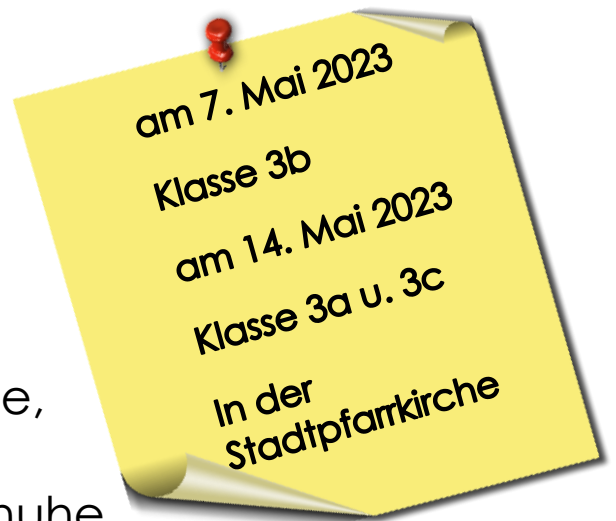 am 7. Mai 2023
Klasse 3b
am 14. Mai 2023
Klasse 3a u. 3c
In der
Stadtpfarrkirche
e,